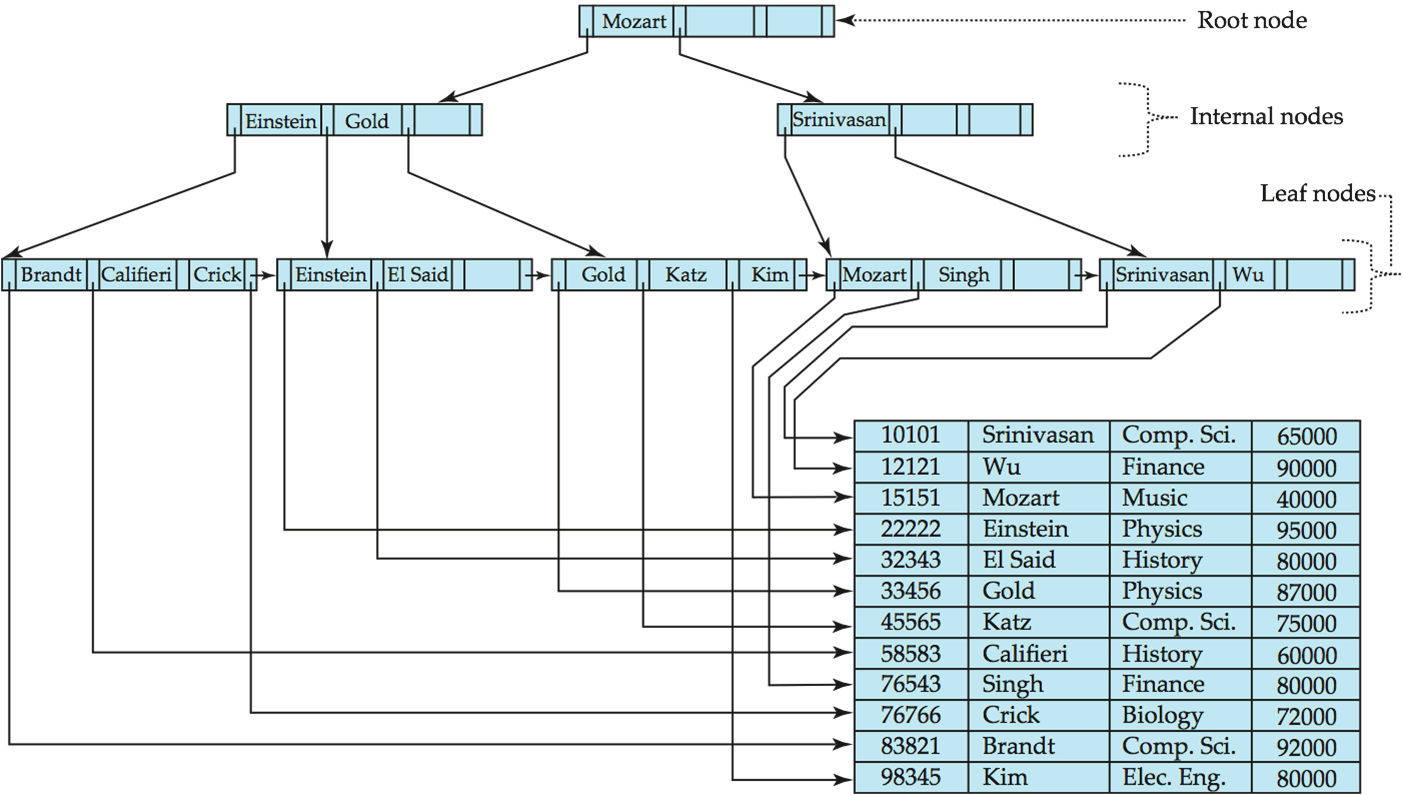 Mozart
Root node
Einstein Gold
Srinivasan
Internal nodes
Leaf nodes
Brandt Califieri Crick
Einstein El Said
Gold Katz Kim
Mozart Singh
Srinivasan Wu
10101 Srinivasan Comp. Sci. 65000
12121 Wu Finance 90000
15151 Mozart Music 40000
22222 Einstein Physics 95000
32343 El Said History 80000
33456 Gold Physics 87000
45565 Katz Comp. Sci. 75000
58583 Califieri History 60000
76543 Singh Finance 80000
76766 Crick Biology 72000
83821 Brandt Comp. Sci. 92000
98345 Kim Elec. Eng. 80000